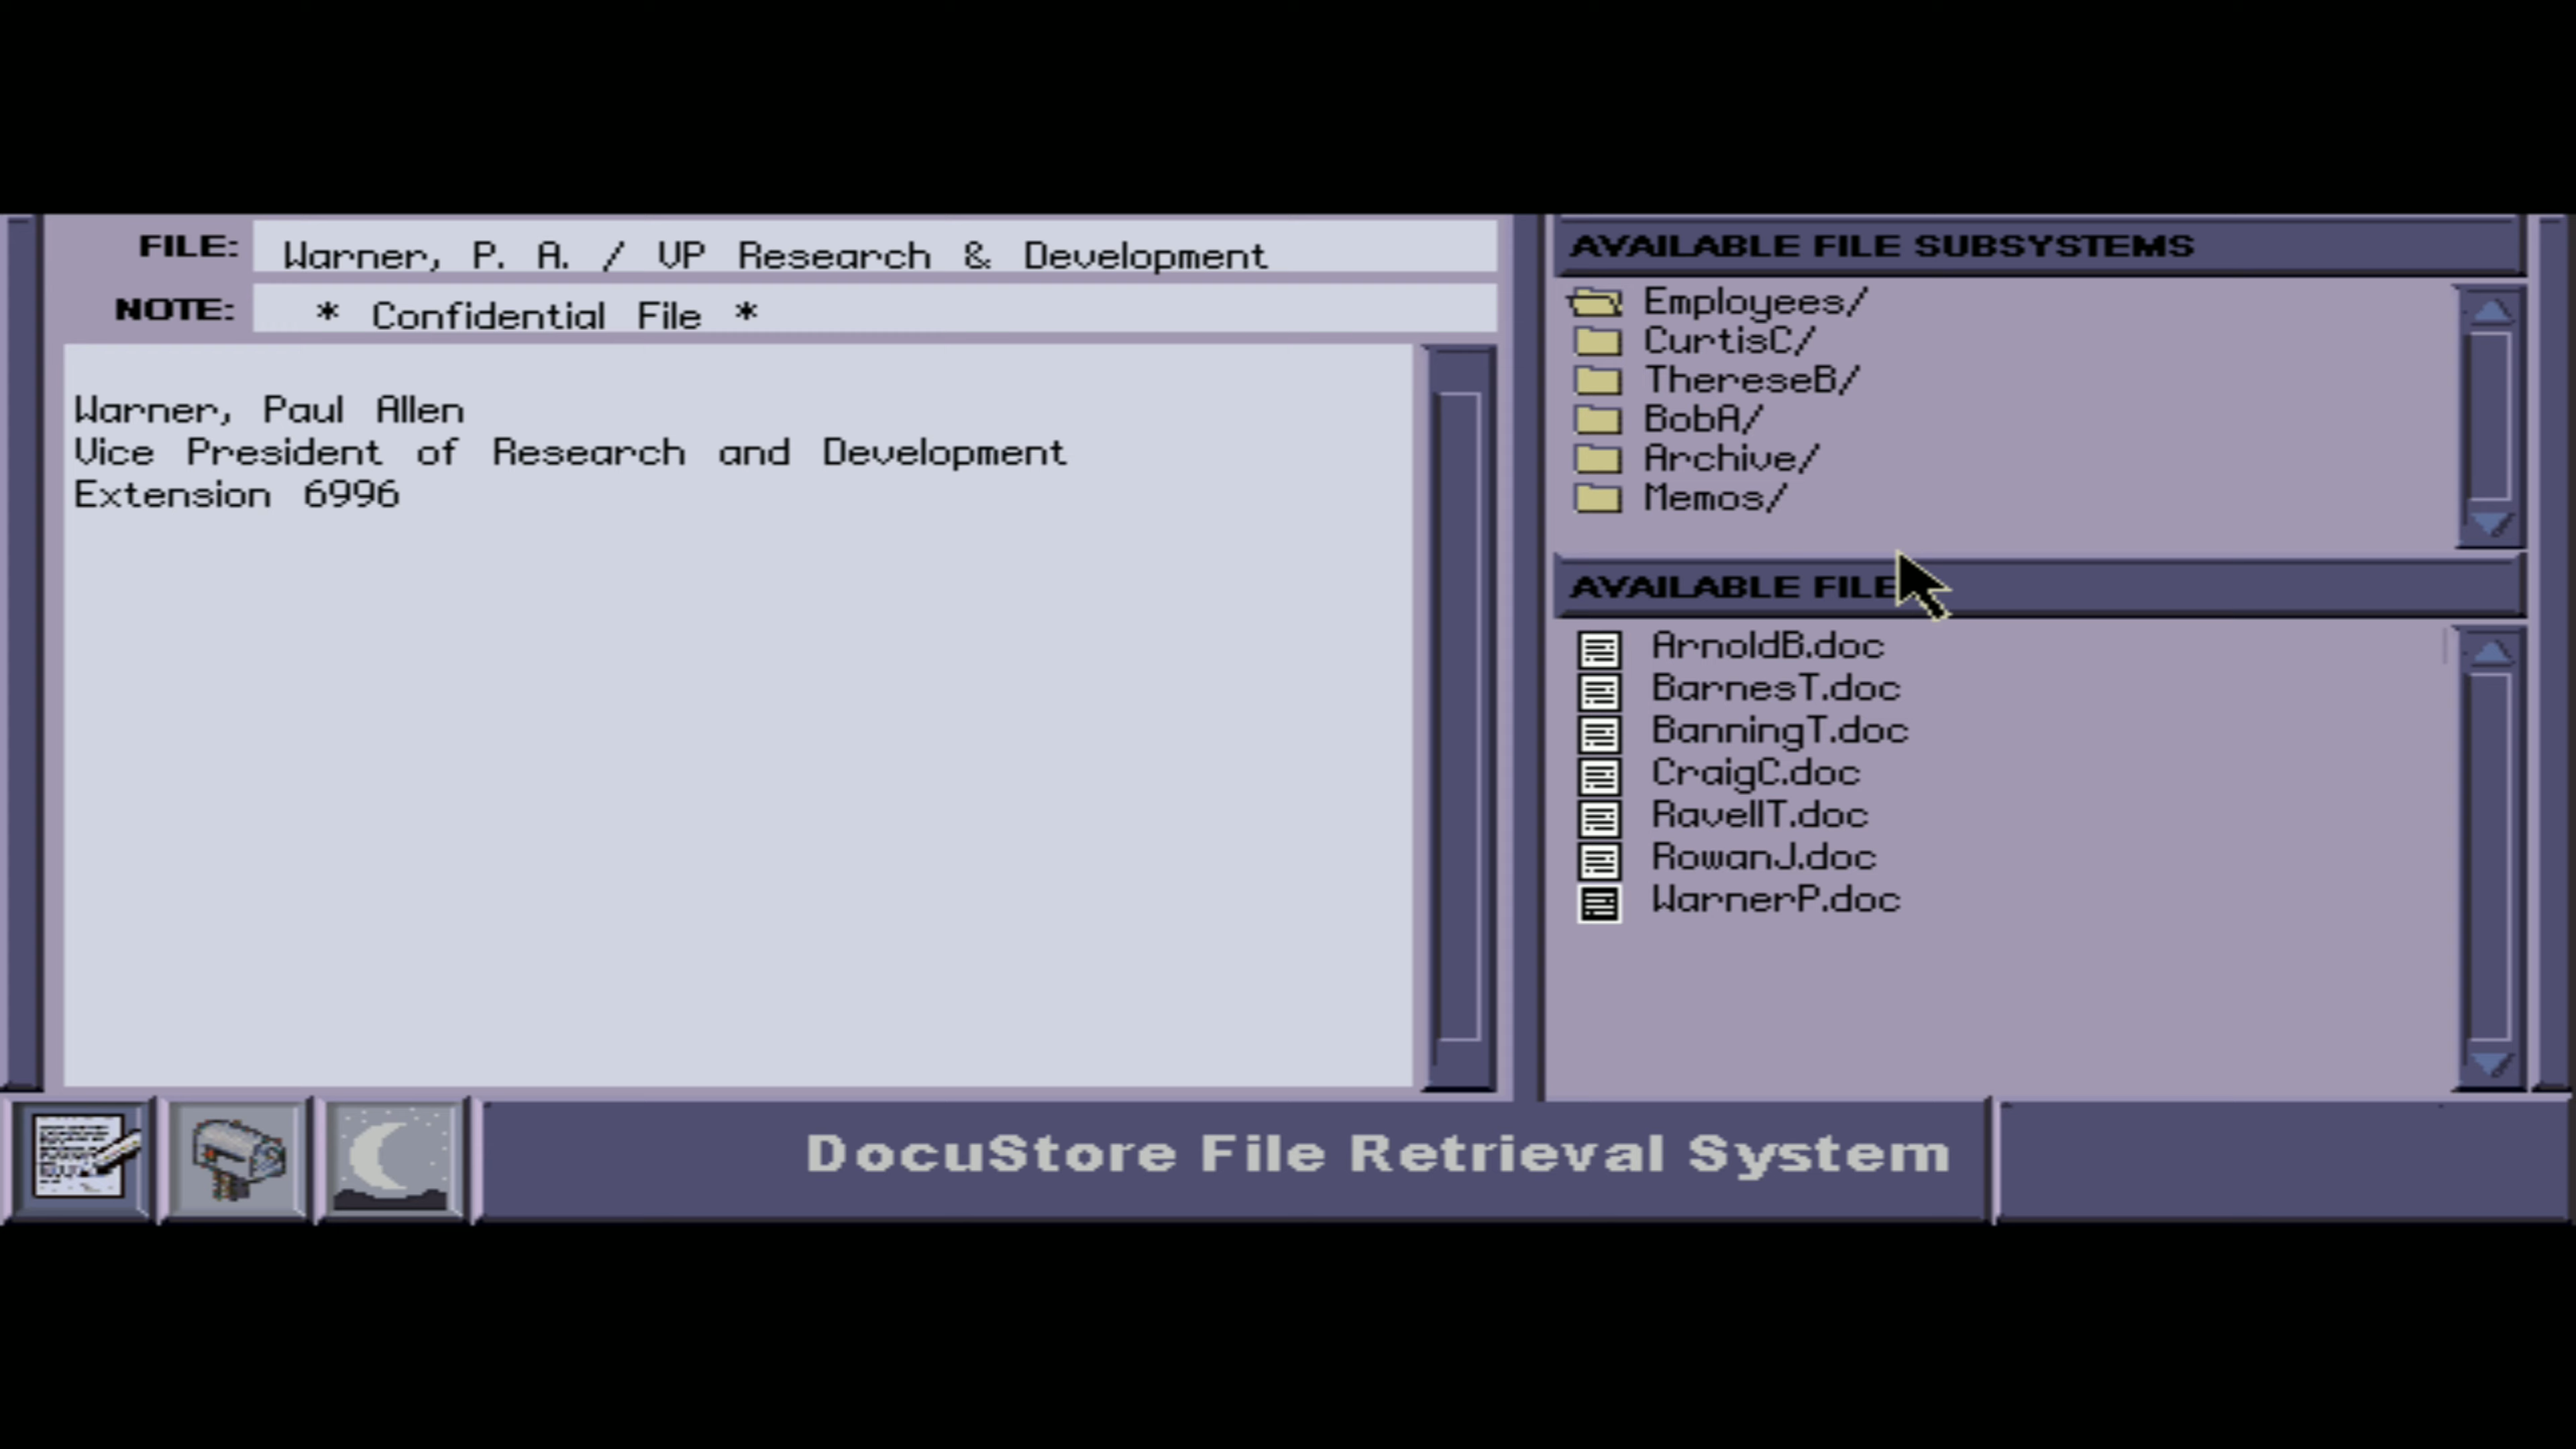 FILE: Warner, P. A. / VP Research & Development
NOTE: * Confidential File *
Warner, Paul Allen
Vice President of Research and Development
Extension 6996
AVAILABLE FILE SUBSYSTEMS
Employees/
CurtisC/
ThereseB/
BobA/
Archive/
Memos/
AVAILABLE FILE
ArnoldB.doc
BarnesT.doc
BanningT.doc
CraigC.doc
RavellT.doc
RowanJ.doc
WarnerP.doc
DocuStore File Retrieval System